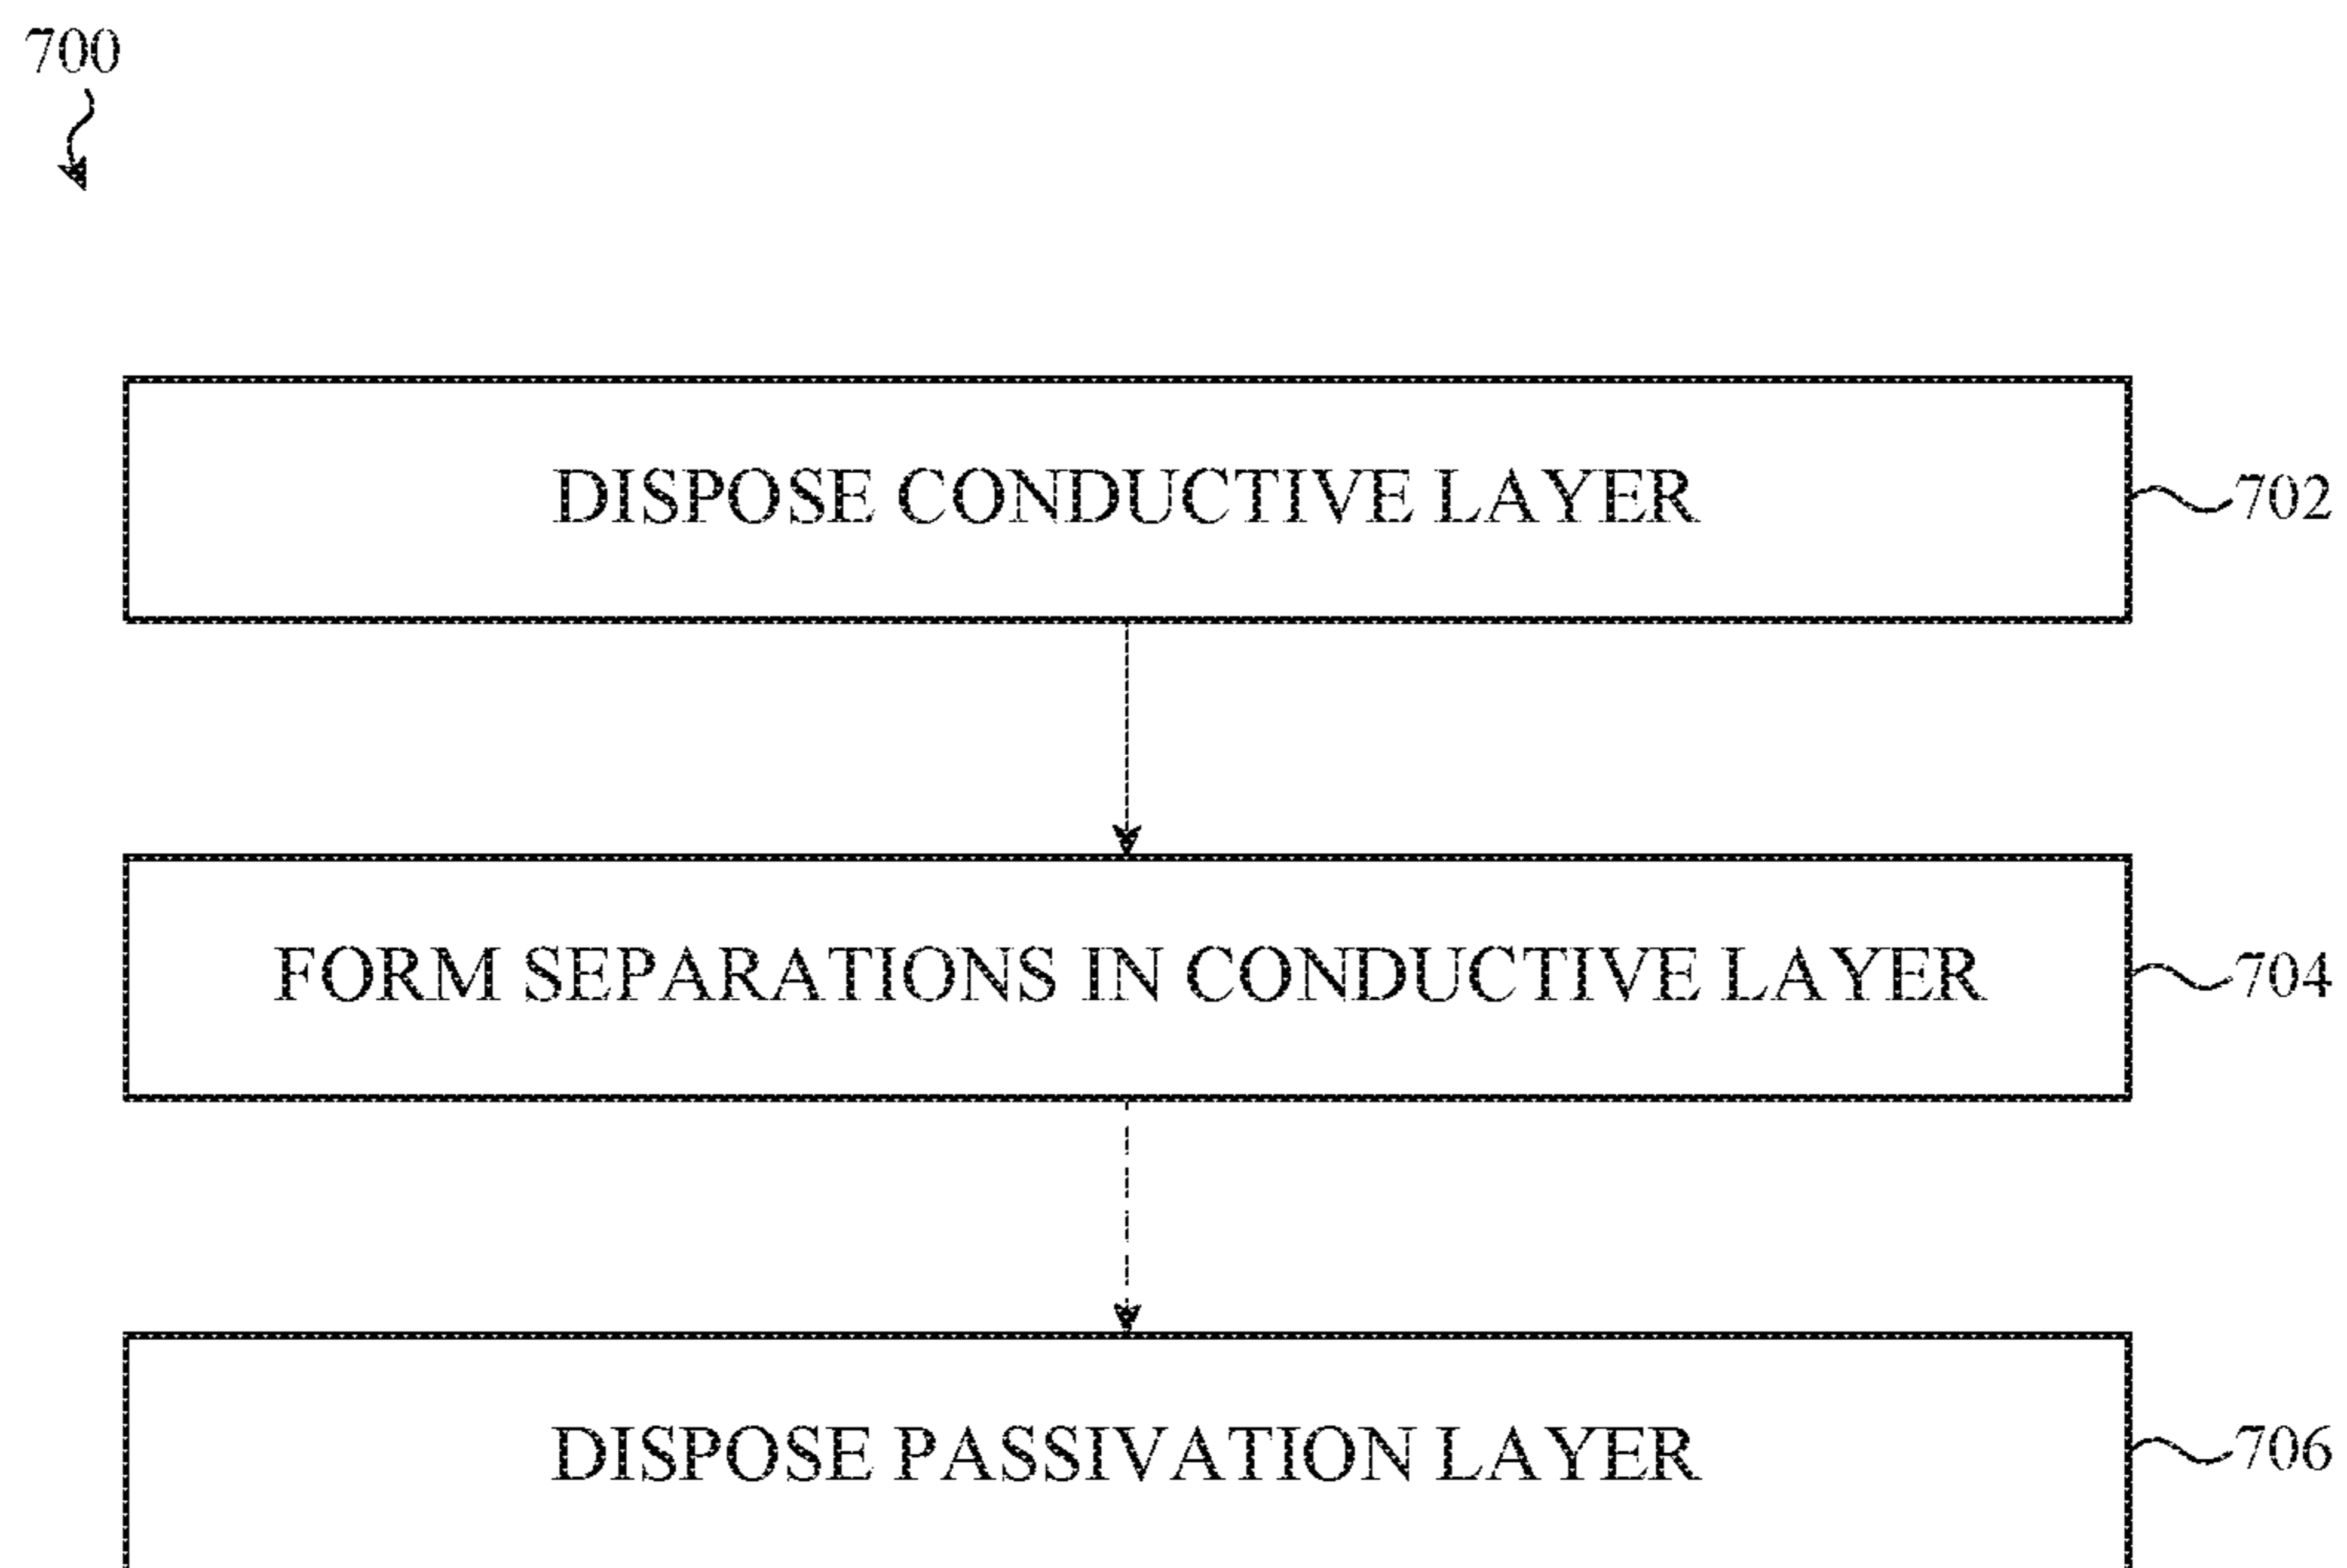 700
DISPOSE CONDUCTIVE LAYER
702
FORM SEPARATIONS IN CONDUCTIVE LAYER
704
DISPOSE PASSIVATION LAYER
706